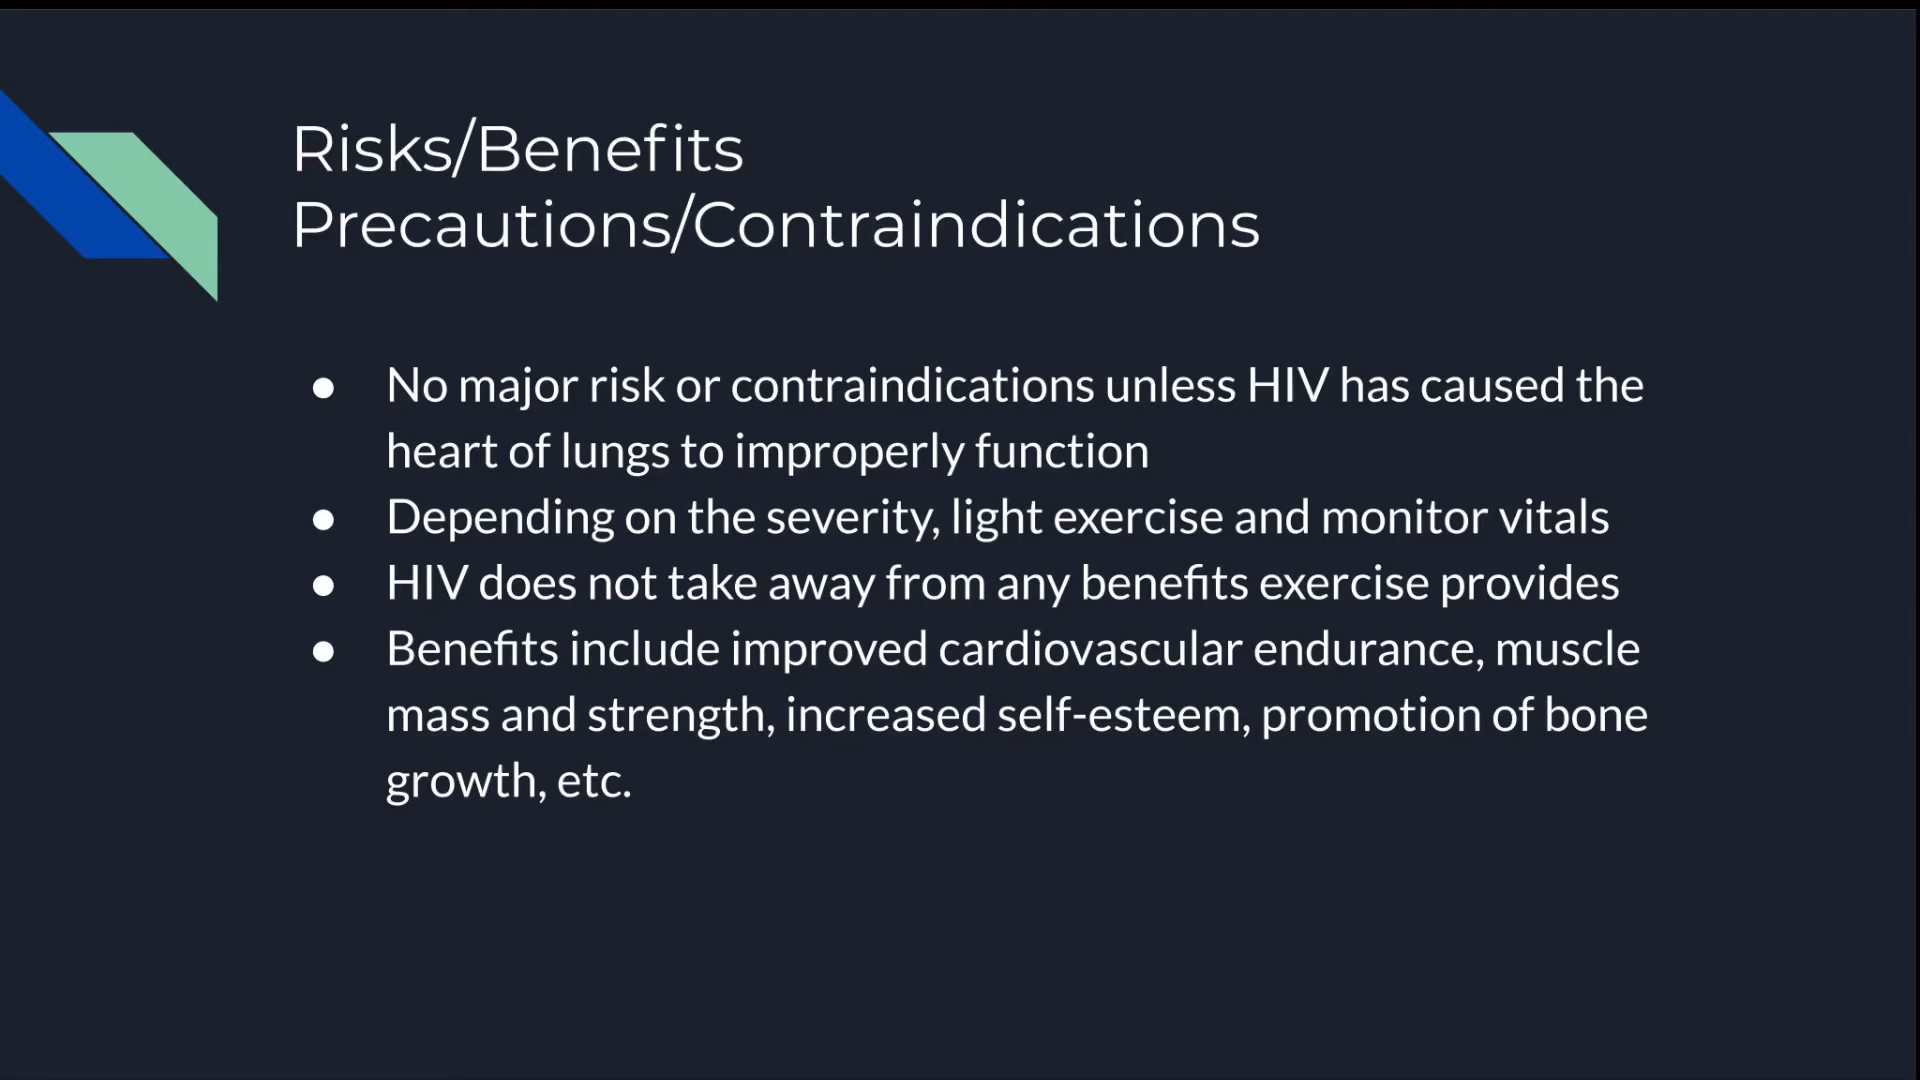 Risks/Benefits
Precautions/Contraindications
● No major risk or contraindications unless HIV has caused the
heart of lungs to improperly function
● Depending on the severity, light exercise and monitor vitals
● HIV does not take away from any benefits exercise provides
● Benefits include improved cardiovascular endurance, muscle
mass and strength, increased self-esteem, promotion of bone
growth, etc.